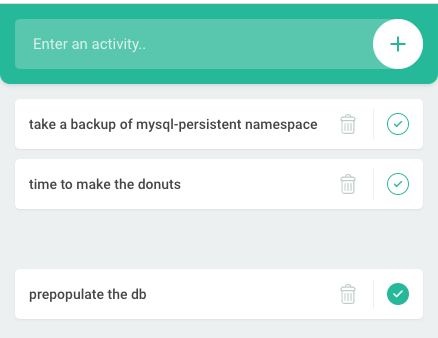 Enter an activity..
take a backup of mysql-persistent namespace
time to make the donuts
prepopulate the db